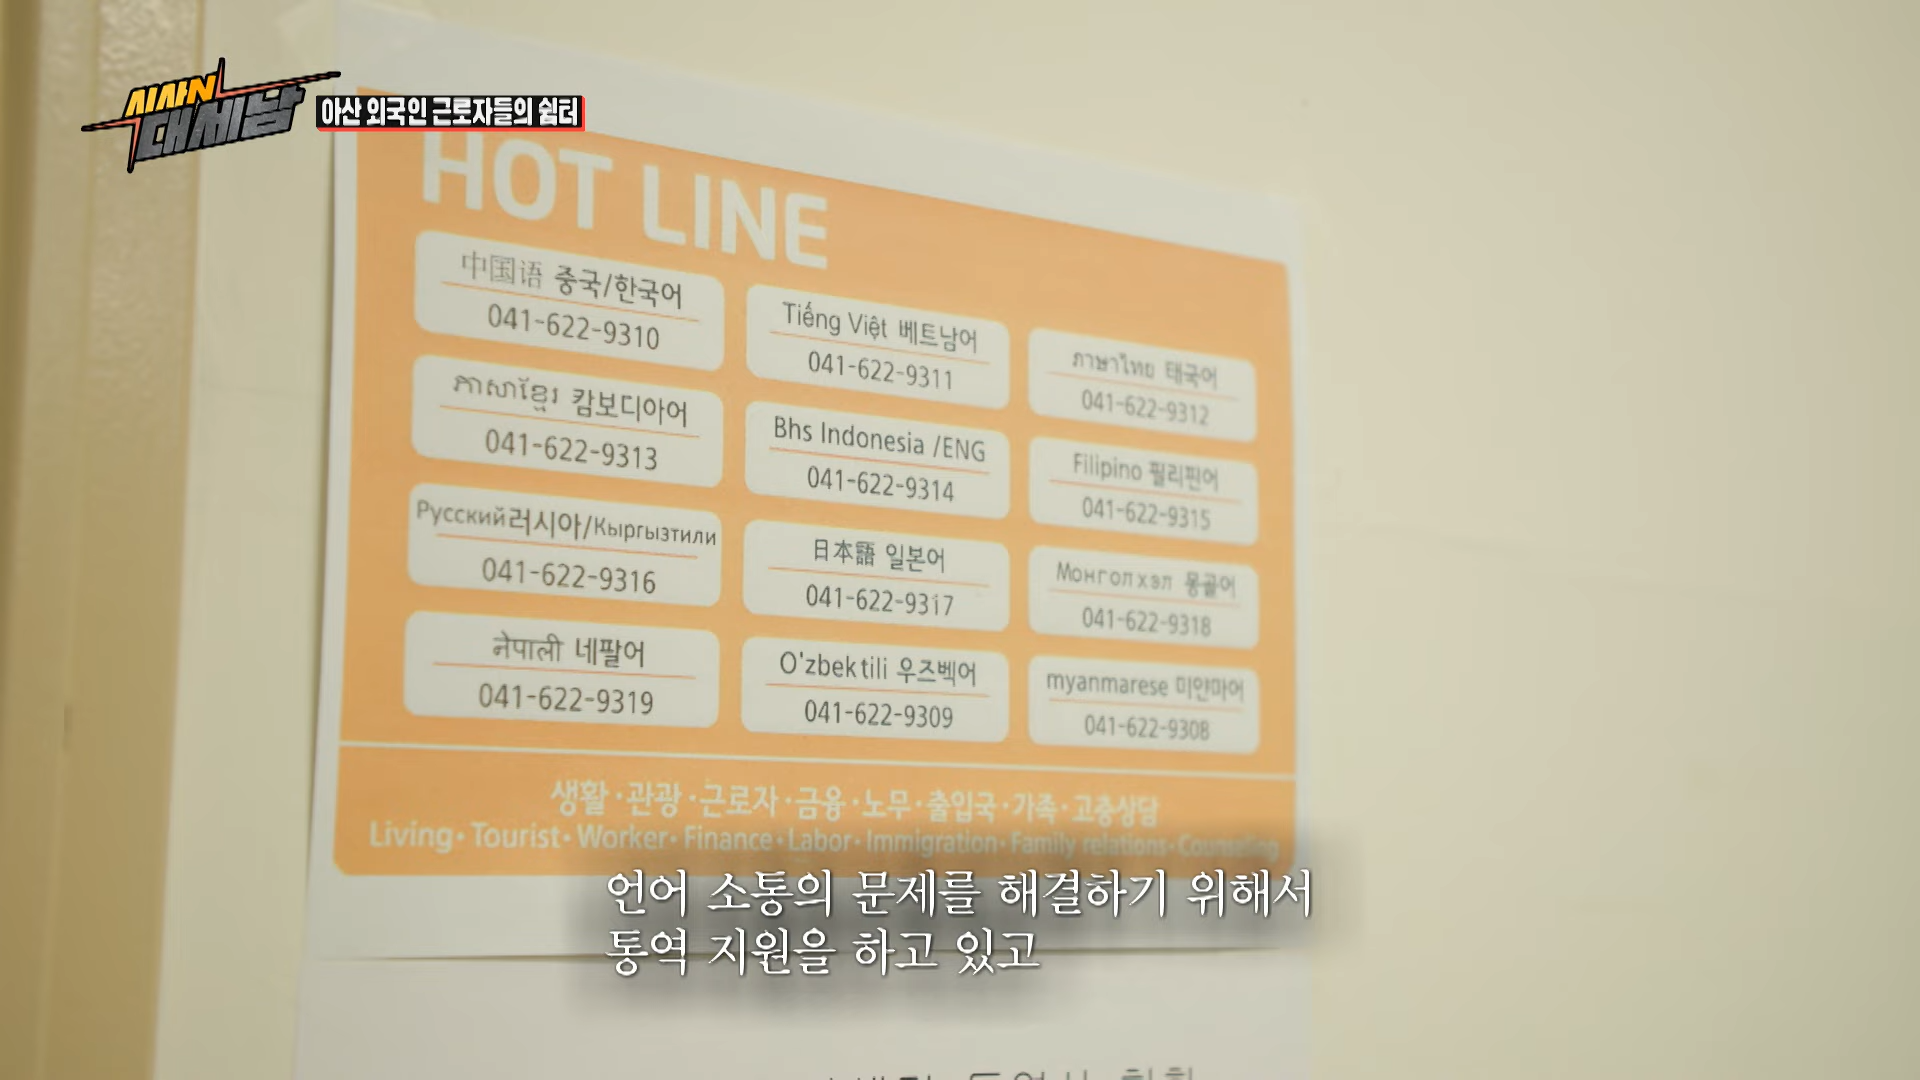 시사N
대세남
아산 외국인 근로자들의 쉼터
HOT LINE
中国语 중국/한국어
041-622-9310
Tiếng Việt 베트남어
041-622-9311
ภาษาไทย 태국어
041-622-9312
ភាសាខ្មែរ 캄보디아어
041-622-9313
Bhs Indonesia /ENG
041-622-9314
Filipino 필리핀어
041-622-9315
Русский러시아/Кыргызтили
041-622-9316
日本語 일본어
041-622-9317
Монгол хэл 몽골어
041-622-9318
नेपाली 네팔어
041-622-9319
O'zbek tili 우즈벡어
041-622-9309
myanmarese 미얀마어
041-622-9308
생활·관광·근로자·금융·노무·출입국·가족·고충상담
Living· Tourist· Worker· Finance· Labor· Immigration· Family relations· Counseling
언어 소통의 문제를 해결하기 위해서
통역 지원을 하고 있고